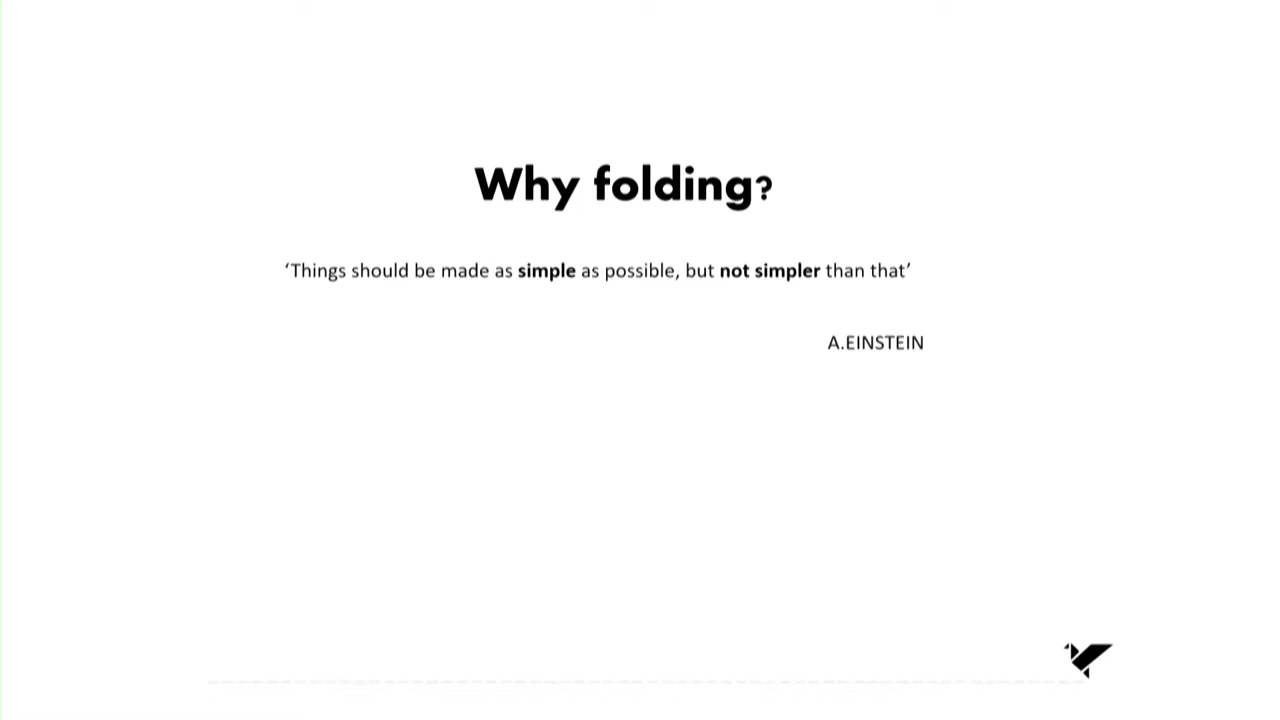 Why folding?
‘Things should be made as simple as possible, but not simpler than that’
A.EINSTEIN